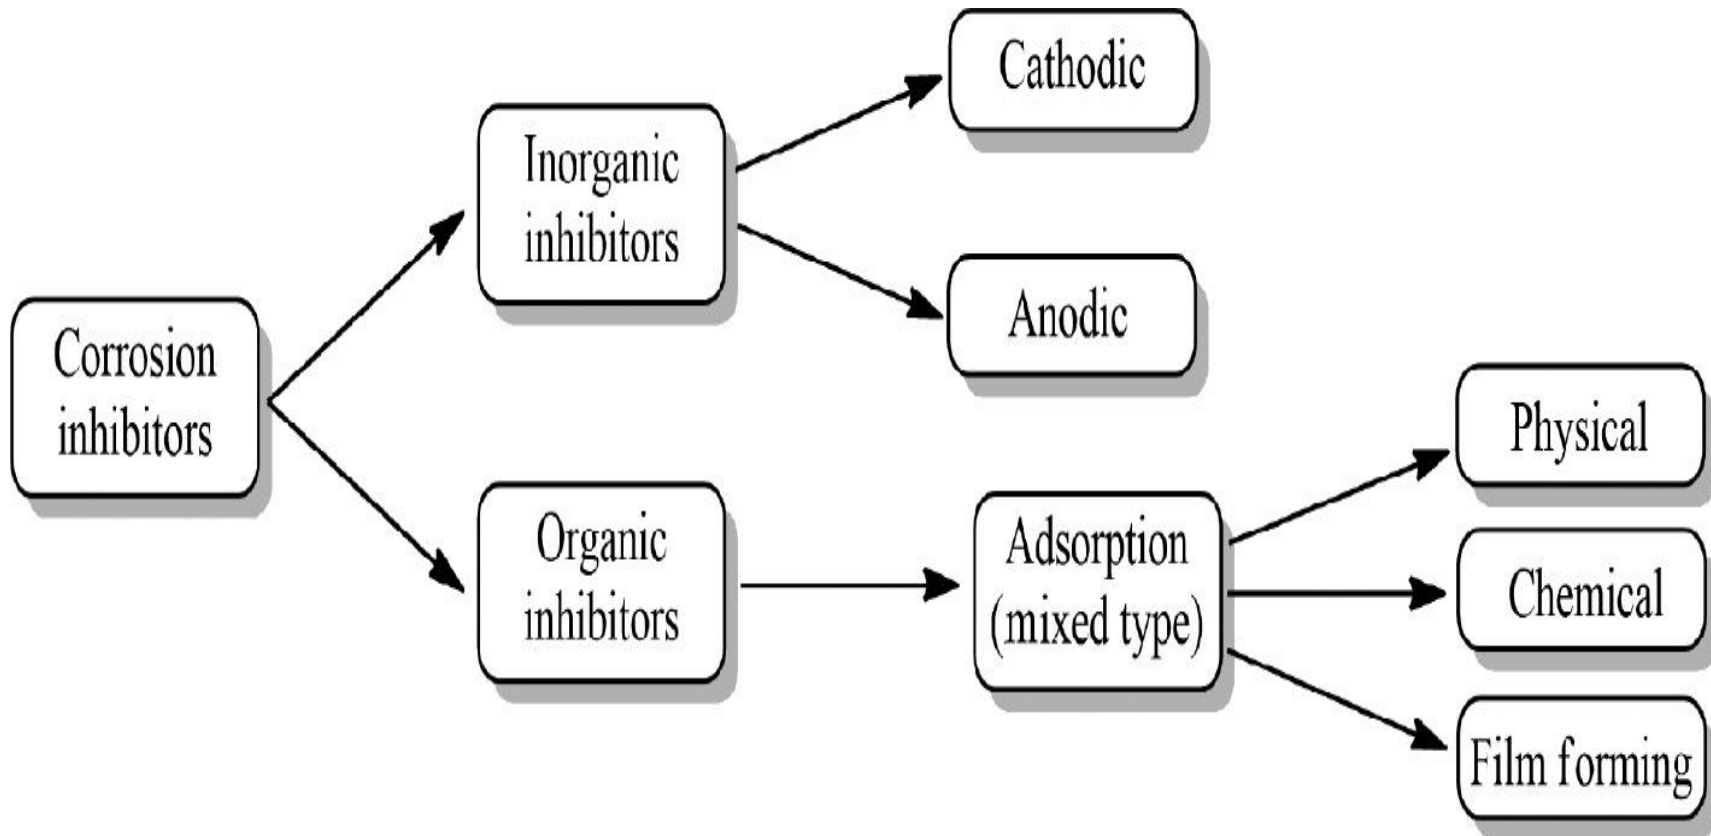 Corrosion
inhibitors
Inorganic
inhibitors
Cathodic
Anodic
Organic
inhibitors
Adsorption
(mixed type)
Physical
Chemical
Film forming